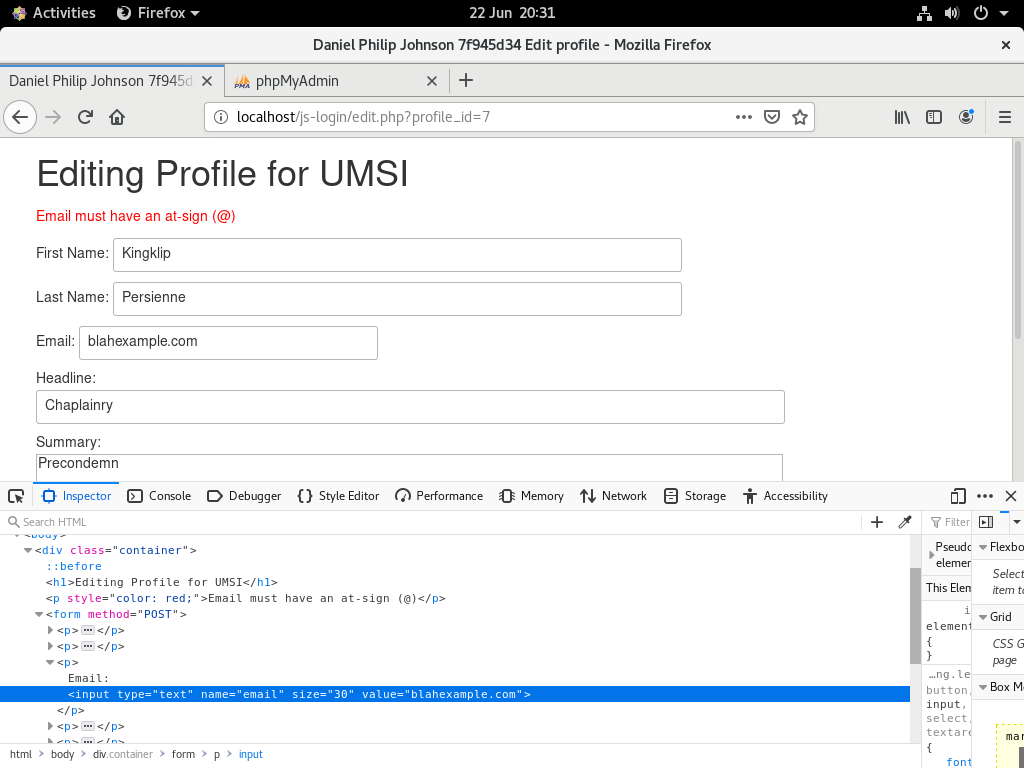 Activities Firefox 22 Jun 20:31
Daniel Philip Johnson 7f945d34 Edit profile - Mozilla Firefox
Daniel Philip Johnson 7f945d phpMyAdmin
localhost/js-login/edit.php?profile_id=7
Editing Profile for UMSI
Email must have an at-sign (@)
First Name: Kingklip
Last Name: Persienne
Email: blahexample.com
Headline:
Chaplainry
Summary:
Precondemn
Inspector Console Debugger Style Editor Performance Memory Network Storage Accessibility
Search HTML Filter
<body>
<div class="container">
::before
<h1>Editing Profile for UMSI</h1>
<p style="color: red;">Email must have an at-sign (@)</p>
<form method="POST">
<p>···</p>
<p>···</p>
<p>
Email:
<input type="text" name="email" size="30" value="blahexample.com">
</p>
<p>···</p>
<p>···</p>
html > body > div.container > form > p > input
Pseudo
elemen
This Elem
i
element
{
}
…ng.le
button,
input,
select,
textare
{
font
Flexbo
Select
item to
Grid
CSS G
page
Box Mo
mar